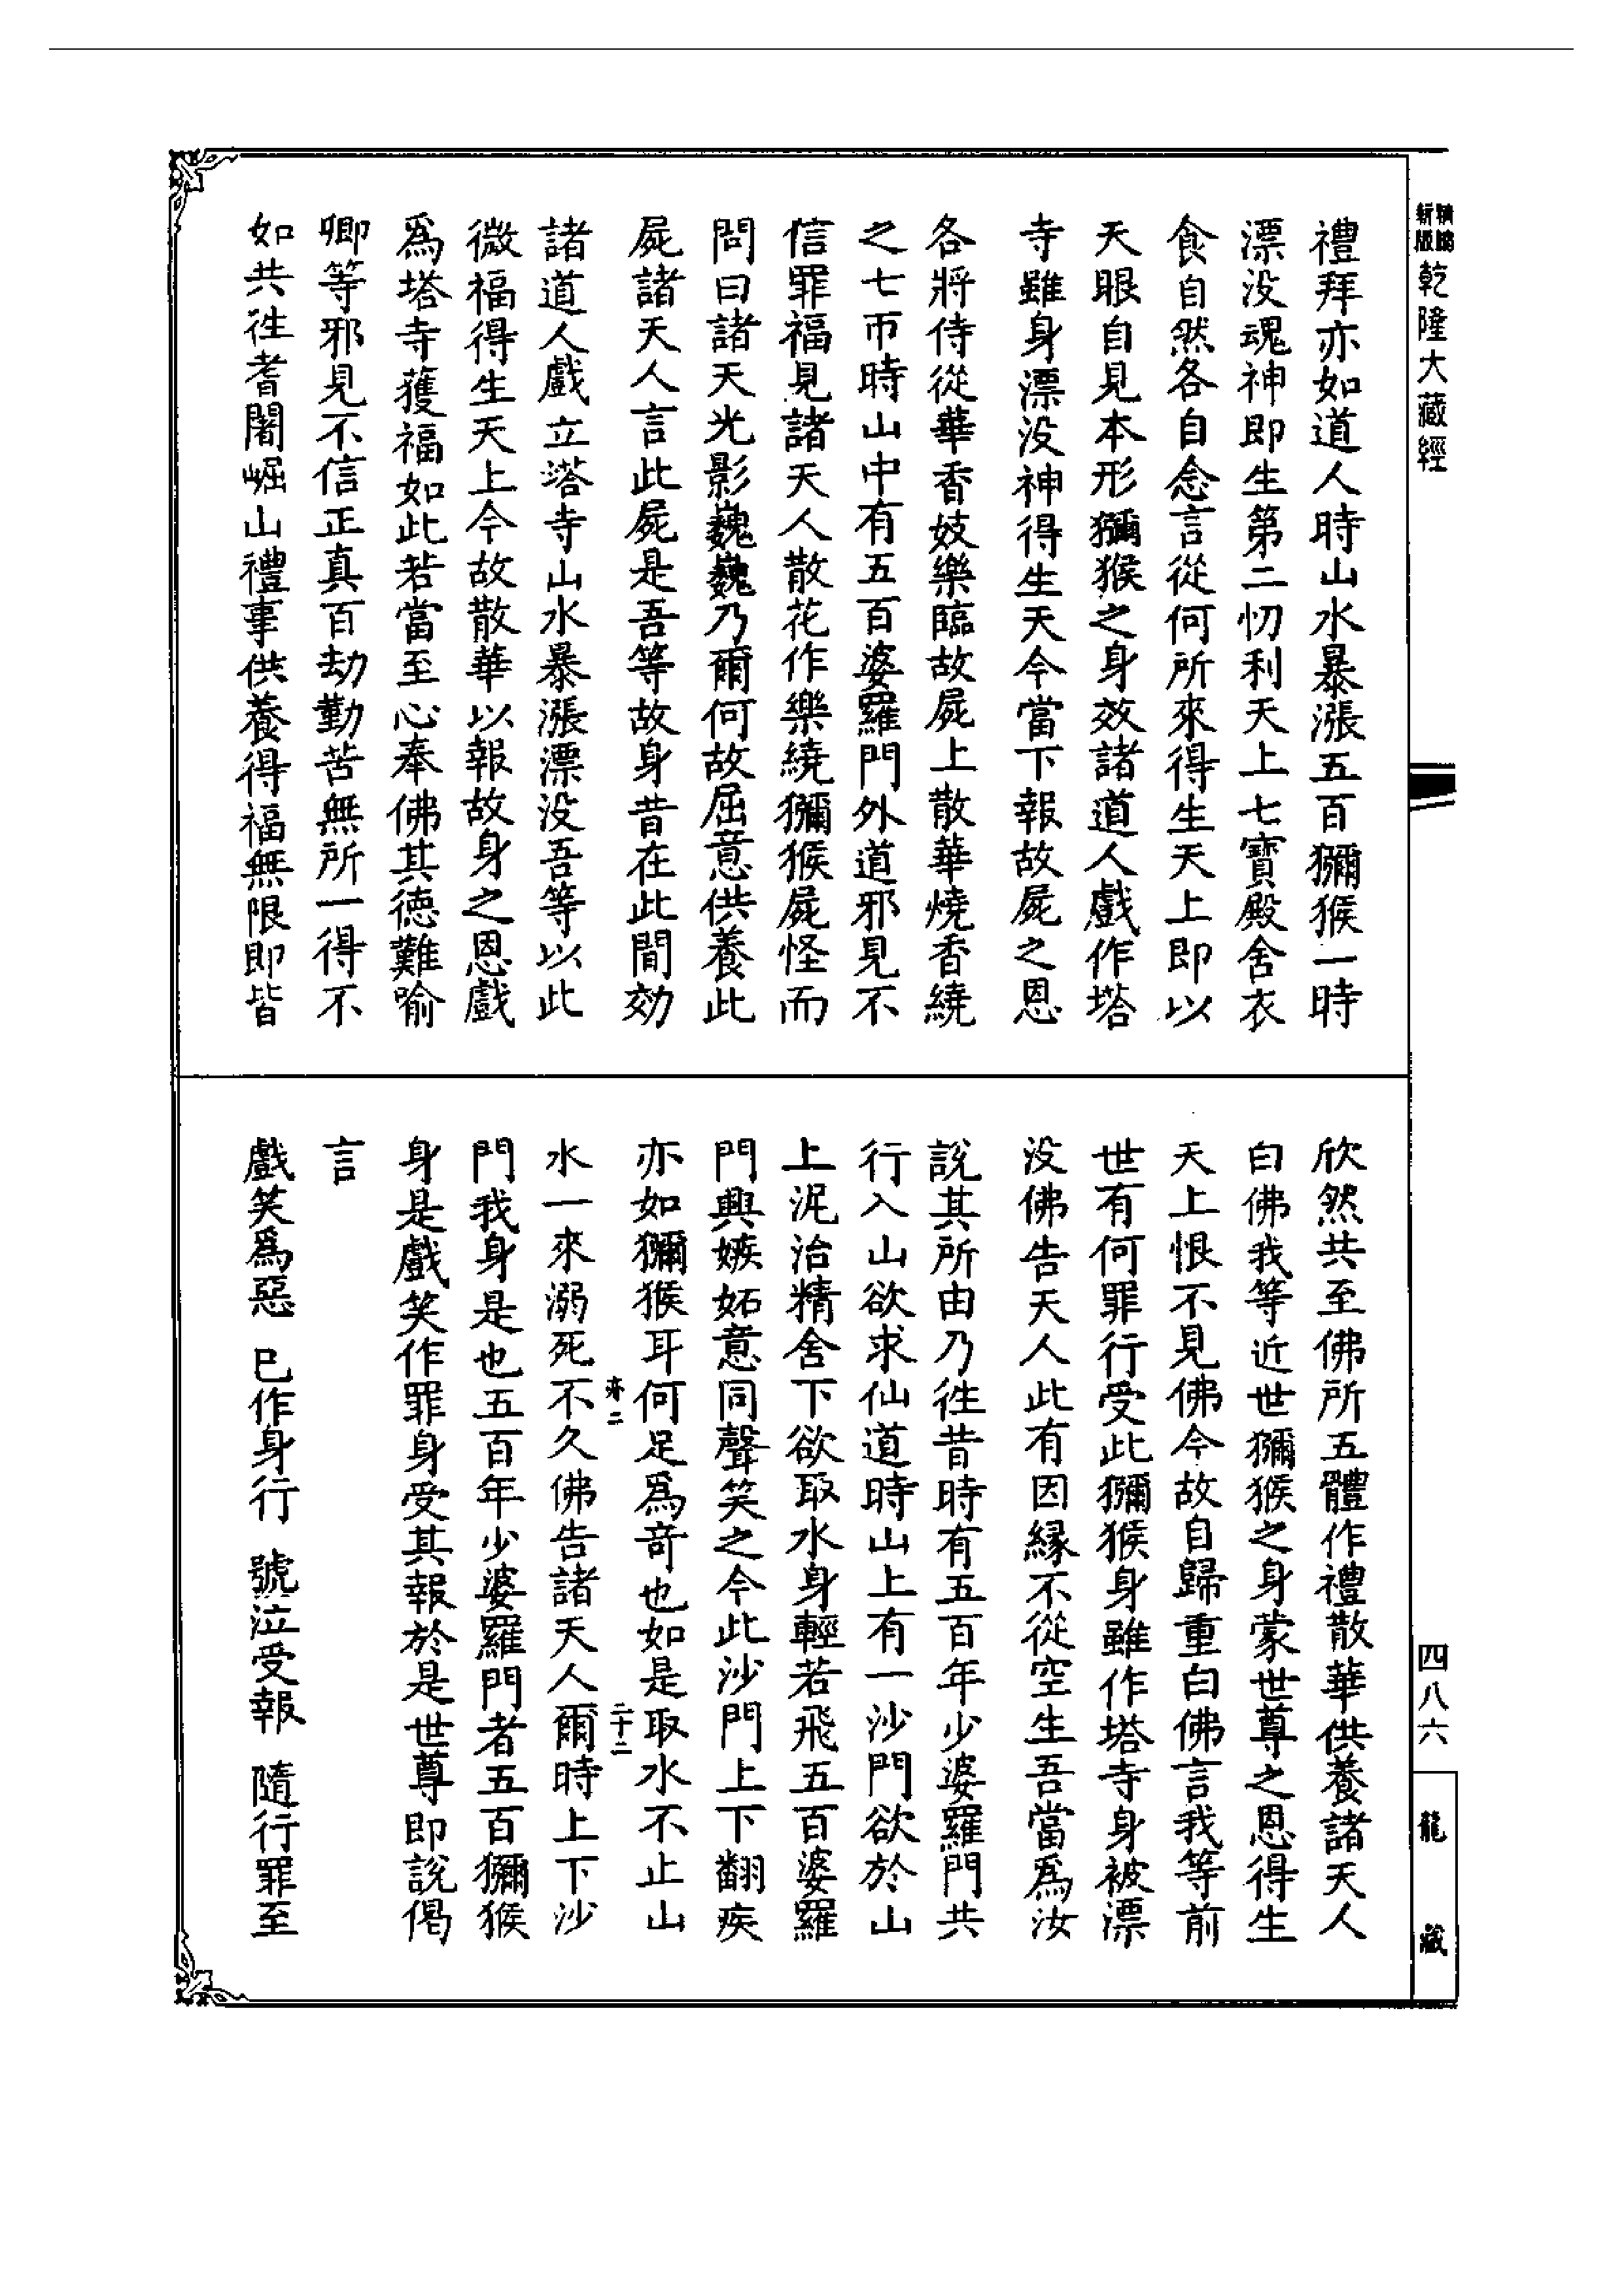 新版
精縮
乾隆大藏經
禮拜亦如道人時山水暴漲五百獼猴一時
漂没魂神即生第二忉利天上七寶殿舍衣
食自然各自念言從何所來得生天上即以
天眼自見本形獼猴之身效諸道人戲作塔
寺雖身漂没神得生天今當下報故屍之恩
各將侍從華香妓樂臨故屍上散華燒香繞
之七帀時山中有五百婆羅門外道邪見不
信罪福見諸天人散花作樂繞獼猴屍怪而
問曰諸天光影巍巍乃爾何故屈意供養此
屍諸天人言此屍是吾等故身昔在此間効
諸道人戲立塔寺山水暴漲漂没吾等以此
微福得生天上今故散華以報故身之恩戲
爲塔寺獲福如此若當至心奉佛其德難喻
卿等邪見不信正真百劫勤苦無所一得不
如共徃耆闍崛山禮事供養得福無限即皆
欣然共至佛所五體作禮散華供養諸天人
白佛我等近世獼猴之身蒙世尊之恩得生
天上恨不見佛今故自歸重白佛言我等前
世有何罪行受此獼猴身雖作塔寺身被漂
没佛告天人此有因緣不從空生吾當爲汝
說其所由乃徃昔時有五百年少婆羅門共
行入山欲求仙道時山上有一沙門欲於山
上泥治精舍下欲取水身輕若飛五百婆羅
門興嫉妬意同聲笑之今此沙門上下翻疾
亦如獼猴耳何足爲奇也如是取水不止山
水一來溺死不久佛告諸天人爾時上下沙
門我身是也五百年少婆羅門者五百獼猴
身是戲笑作罪身受其報於是世尊即說偈
言
戲笑爲惡 已作身行 號泣受報 隨行罪至
二十二
四八六
龍藏